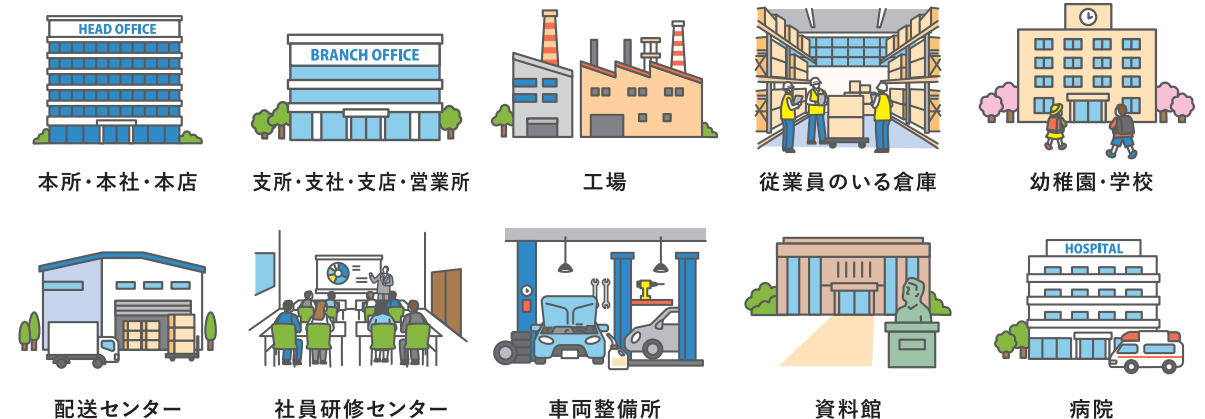 HEAD OFFICE
本所・本社・本店
BRANCH OFFICE
支所・支社・支店・営業所
工場
従業員のいる倉庫
幼稚園・学校
配送センター
社員研修センター
車両整備所
資料館
HOSPITAL
病院